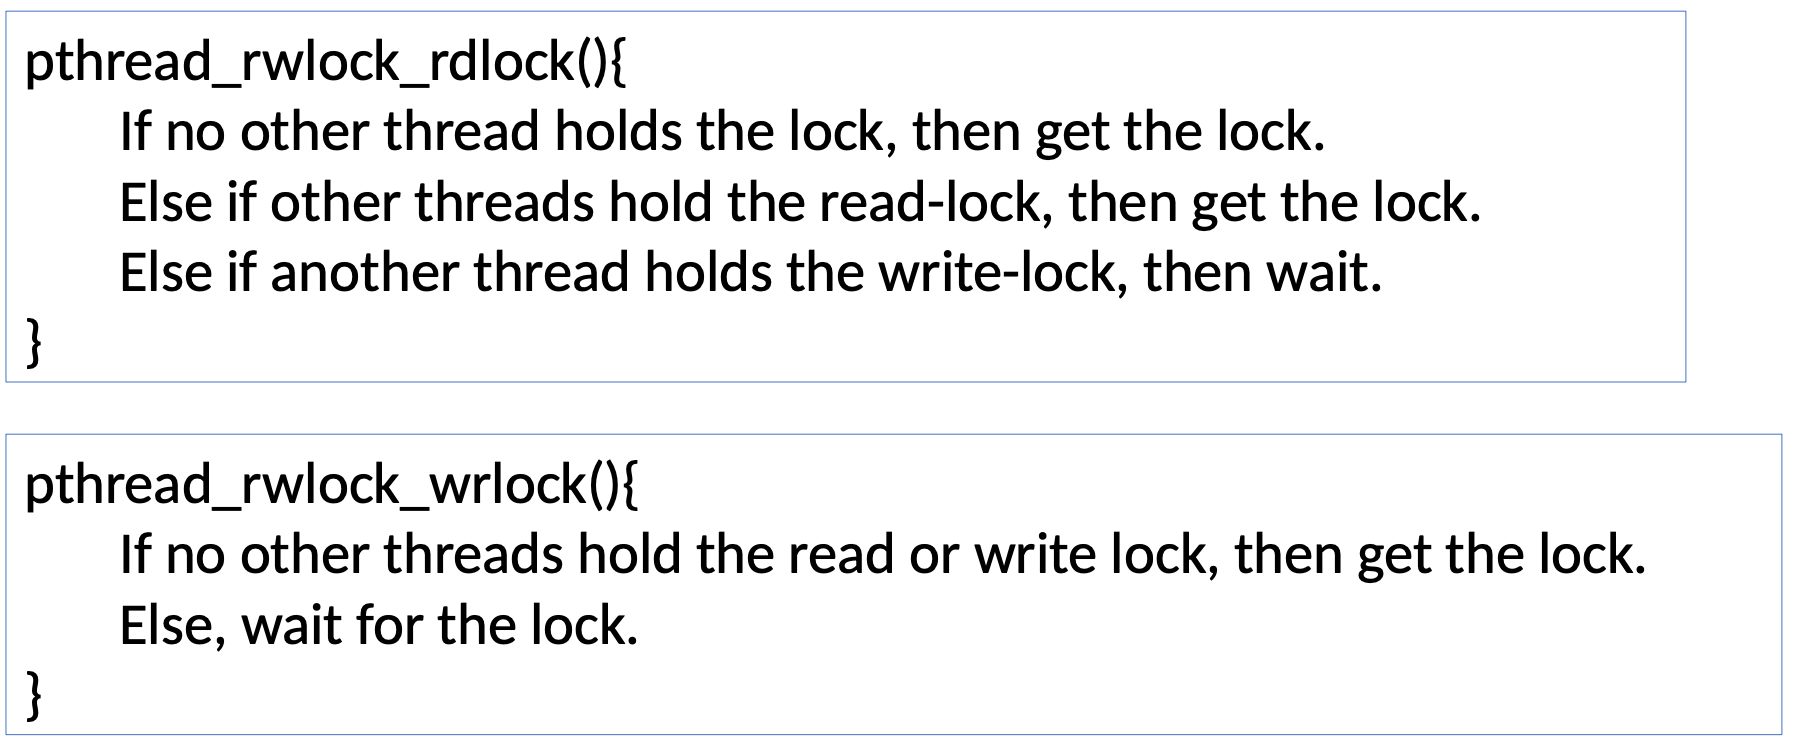 pthread_rwlock_rdlock(){
If no other thread holds the lock, then get the lock.
Else if other threads hold the read-lock, then get the lock.
Else if another thread holds the write-lock, then wait.
}
pthread_rwlock_wrlock(){
If no other threads hold the read or write lock, then get the lock.
Else, wait for the lock.
}